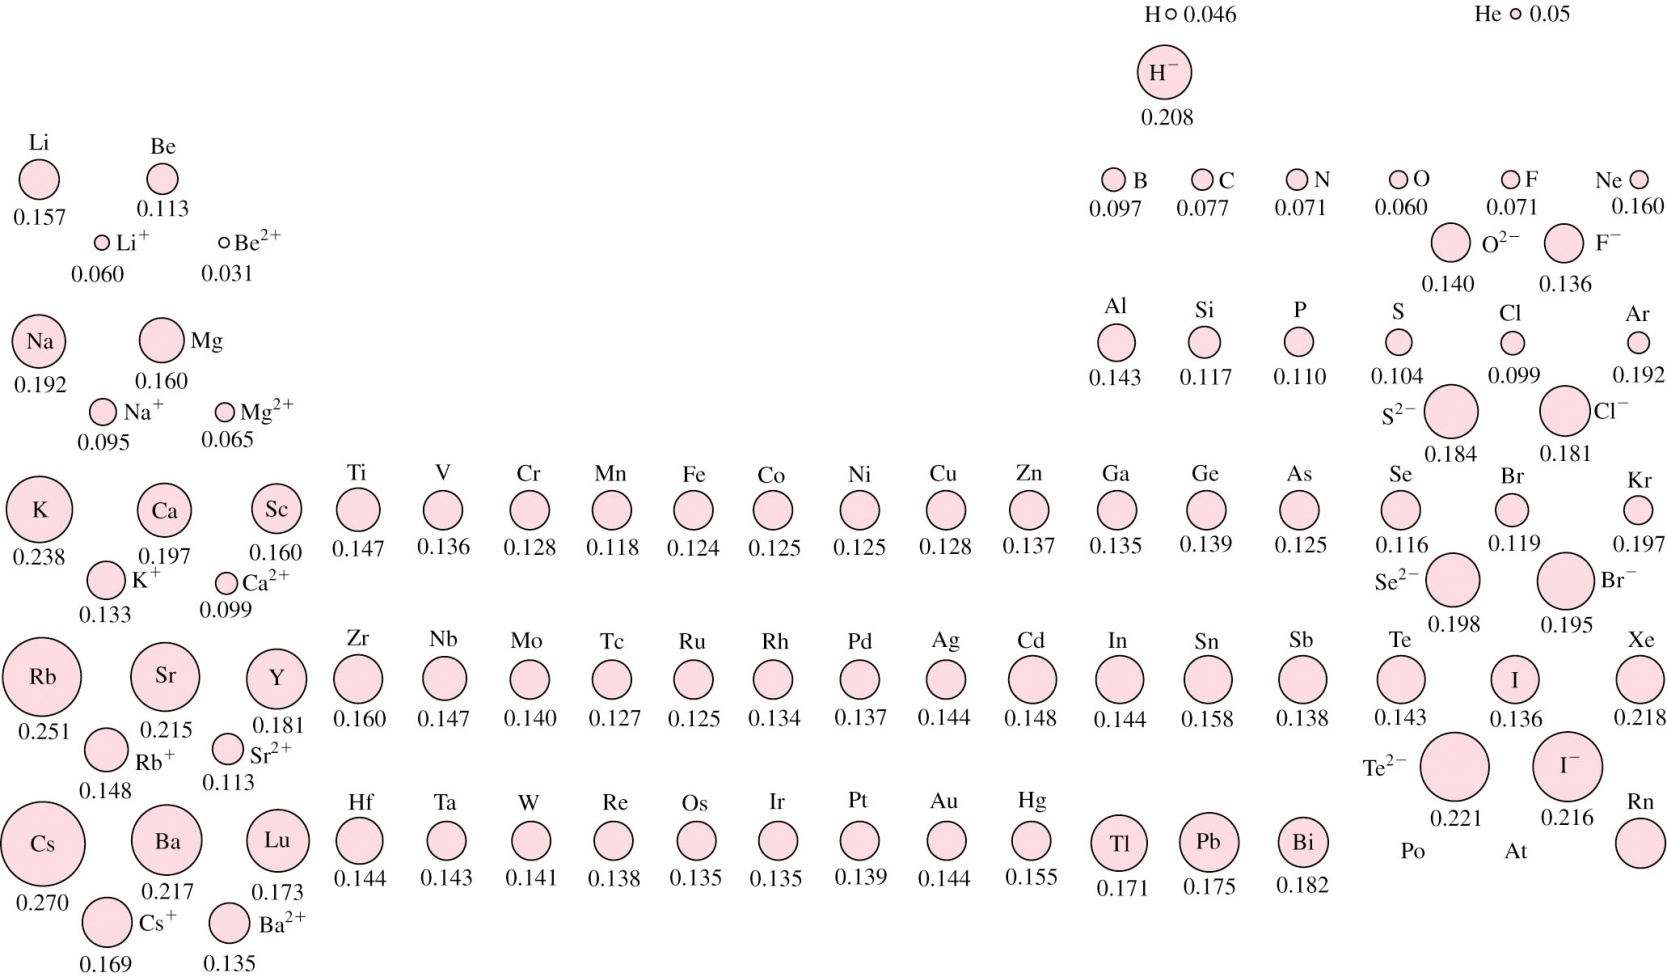 H 0.046 He 0.05
H⁻
0.208
Li Be
B C N O F Ne
0.157 0.113 0.097 0.077 0.071 0.060 0.071 0.160
Li⁺ Be²⁺ O²⁻ F⁻
0.060 0.031 0.140 0.136
Al Si P S Cl Ar
Na Mg
0.192 0.160 0.143 0.117 0.110 0.104 0.099 0.192
Na⁺ Mg²⁺ S²⁻ Cl⁻
0.095 0.065 0.184 0.181
Ti V Cr Mn Fe Co Ni Cu Zn Ga Ge As Se Br Kr
K Ca Sc
0.238 0.197 0.160 0.147 0.136 0.128 0.118 0.124 0.125 0.125 0.128 0.137 0.135 0.139 0.125 0.116 0.119 0.197
K⁺ Ca²⁺ Se²⁻ Br⁻
0.133 0.099 0.198 0.195
Zr Nb Mo Tc Ru Rh Pd Ag Cd In Sn Sb Te Xe
Rb Sr Y I
0.251 0.215 0.181 0.160 0.147 0.140 0.127 0.125 0.134 0.137 0.144 0.148 0.144 0.158 0.138 0.143 0.136 0.218
Rb⁺ Sr²⁺ Te²⁻ I⁻
0.148 0.113 0.221 0.216
Hf Ta W Re Os Ir Pt Au Hg Rn
Cs Ba Lu Tl Pb Bi Po At
0.270 0.217 0.173 0.144 0.143 0.141 0.138 0.135 0.135 0.139 0.144 0.155 0.171 0.175 0.182
Cs⁺ Ba²⁺
0.169 0.135